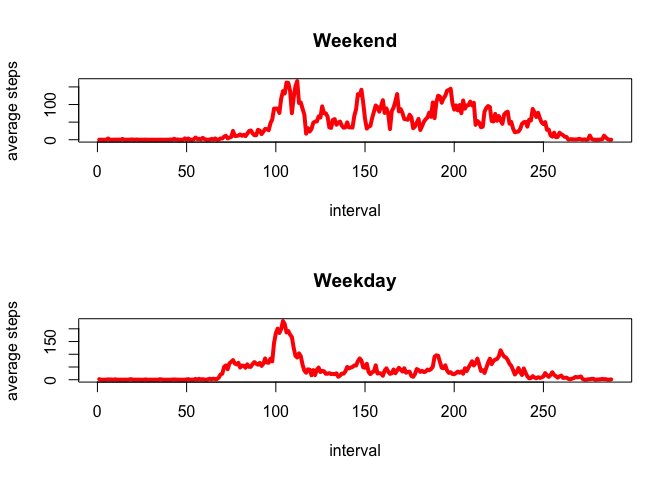 Weekend
average steps
100
0
0 50 100 150 200 250
interval
Weekday
average steps
150
0
0 50 100 150 200 250
interval